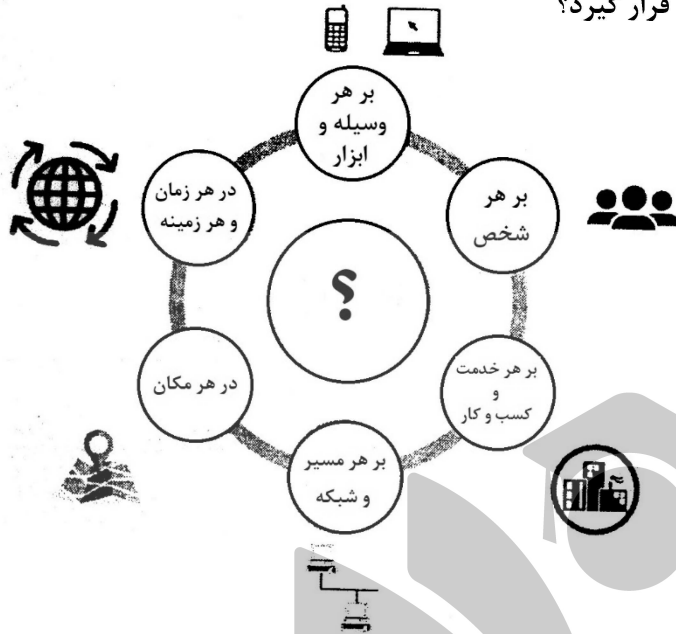 قرار گیرد؟
بر هر
وسیله و
ابزار
بر هر
شخص
در هر زمان
و هر زمینه
؟
بر هر خدمت
و
کسب و کار
در هر مکان
بر هر مسیر
و شبکه